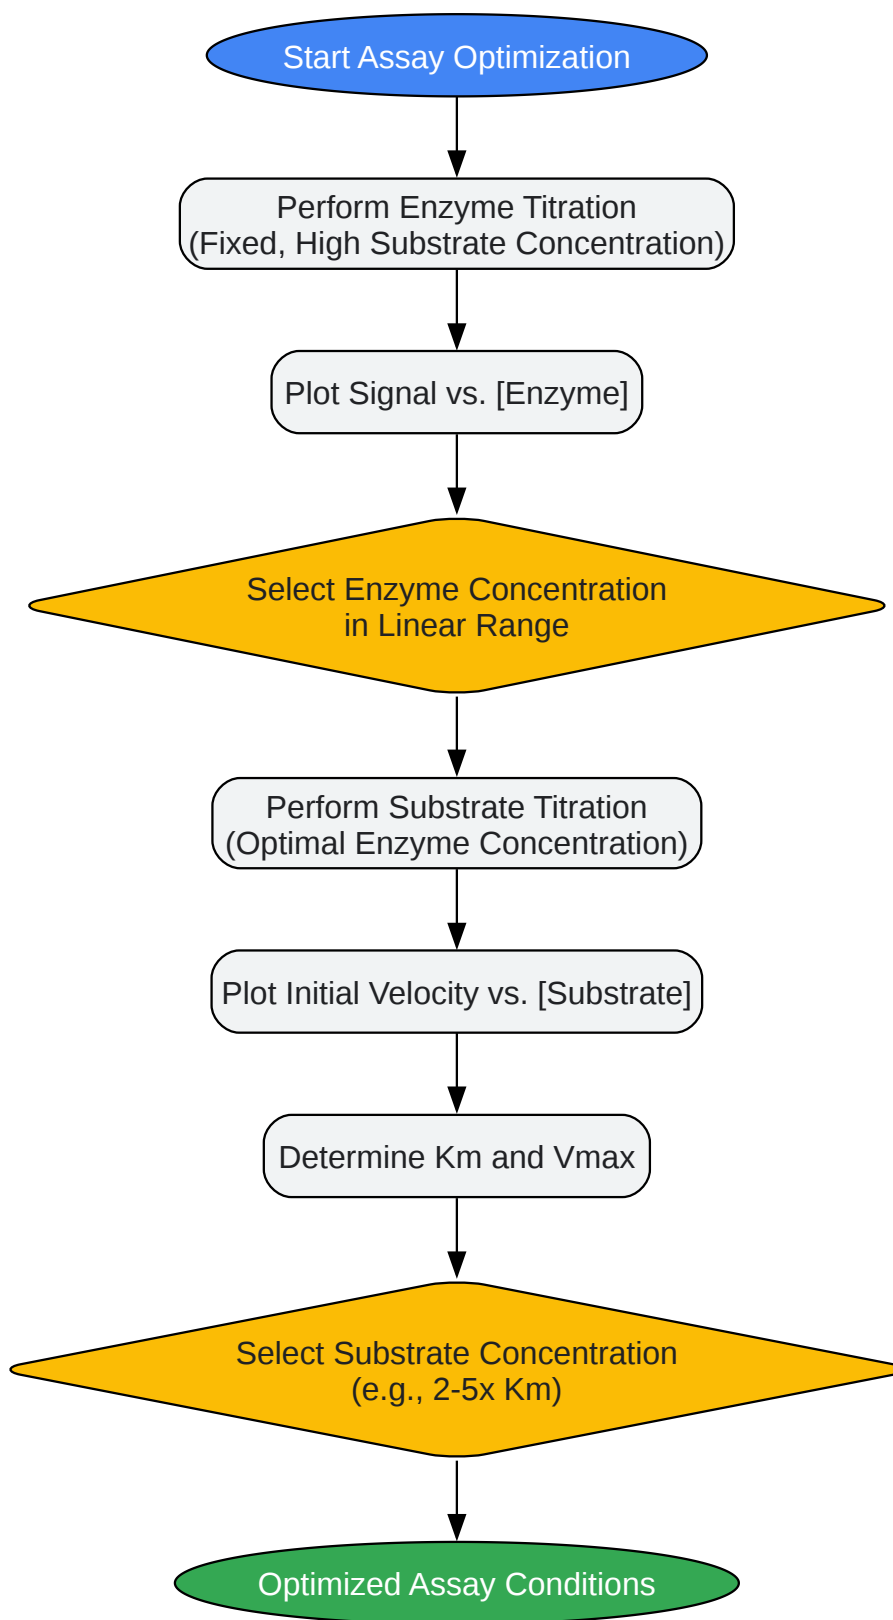 Start Assay Optimization
Perform Enzyme Titration
(Fixed, High Substrate Concentration)
Plot Signal vs. [Enzyme]
Select Enzyme Concentration
in Linear Range
Perform Substrate Titration
(Optimal Enzyme Concentration)
Plot Initial Velocity vs. [Substrate]
Determine Km and Vmax
Select Substrate Concentration
(e.g., 2-5x Km)
Optimized Assay Conditions